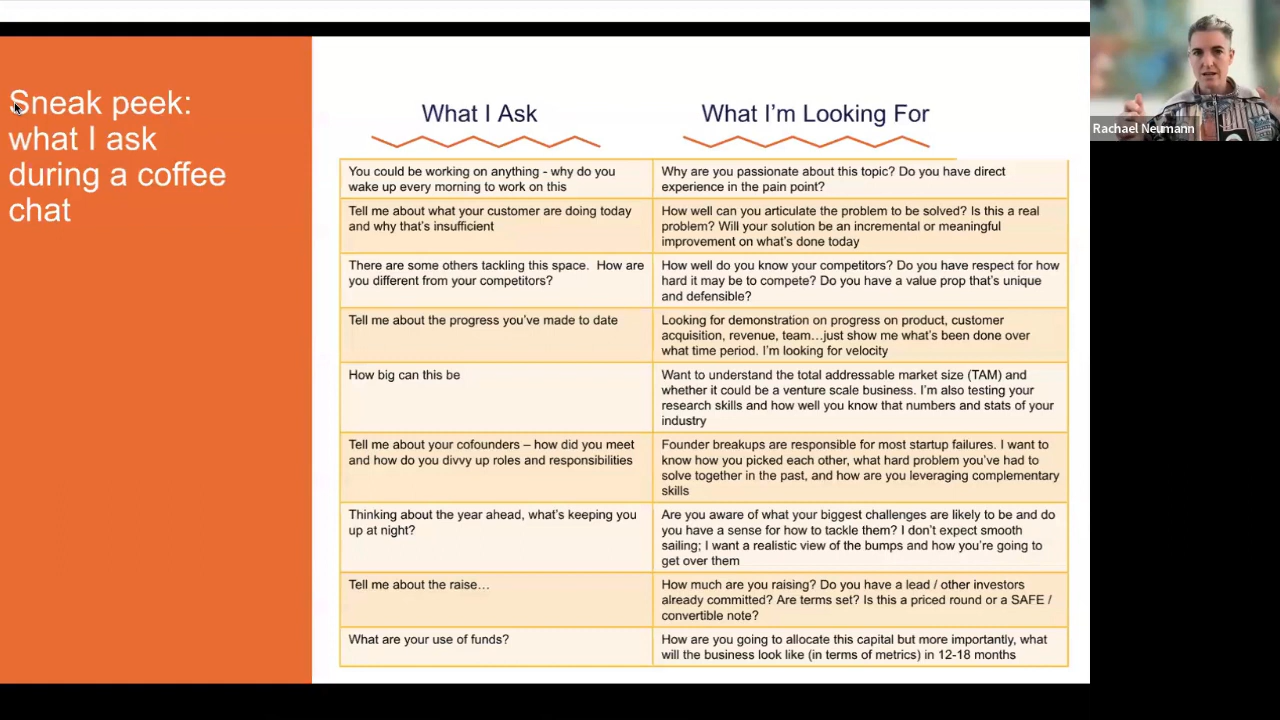 Sneak peek:
what I ask
during a coffee
chat
What I Ask
What I'm Looking For
You could be working on anything - why do you
wake up every morning to work on this
Why are you passionate about this topic? Do you have direct
experience in the pain point?
Tell me about what your customer are doing today
and why that's insufficient
How well can you articulate the problem to be solved? Is this a real
problem? Will your solution be an incremental or meaningful
improvement on what's done today
There are some others tackling this space.  How are
you different from your competitors?
How well do you know your competitors? Do you have respect for how
hard it may be to compete? Do you have a value prop that's unique
and defensible?
Tell me about the progress you've made to date
Looking for demonstration on progress on product, customer
acquisition, revenue, team…just show me what's been done over
what time period. I'm looking for velocity
How big can this be
Want to understand the total addressable market size (TAM) and
whether it could be a venture scale business. I'm also testing your
research skills and how well you know that numbers and stats of your
industry
Tell me about your cofounders – how did you meet
and how do you divvy up roles and responsibilities
Founder breakups are responsible for most startup failures. I want to
know how you picked each other, what hard problem you've had to
solve together in the past, and how are you leveraging complementary
skills
Thinking about the year ahead, what's keeping you
up at night?
Are you aware of what your biggest challenges are likely to be and do
you have a sense for how to tackle them? I don't expect smooth
sailing; I want a realistic view of the bumps and how you're going to
get over them
Tell me about the raise…
How much are you raising? Do you have a lead / other investors
already committed? Are terms set? Is this a priced round or a SAFE /
convertible note?
What are your use of funds?
How are you going to allocate this capital but more importantly, what
will the business look like (in terms of metrics) in 12-18 months
Rachael Neumann